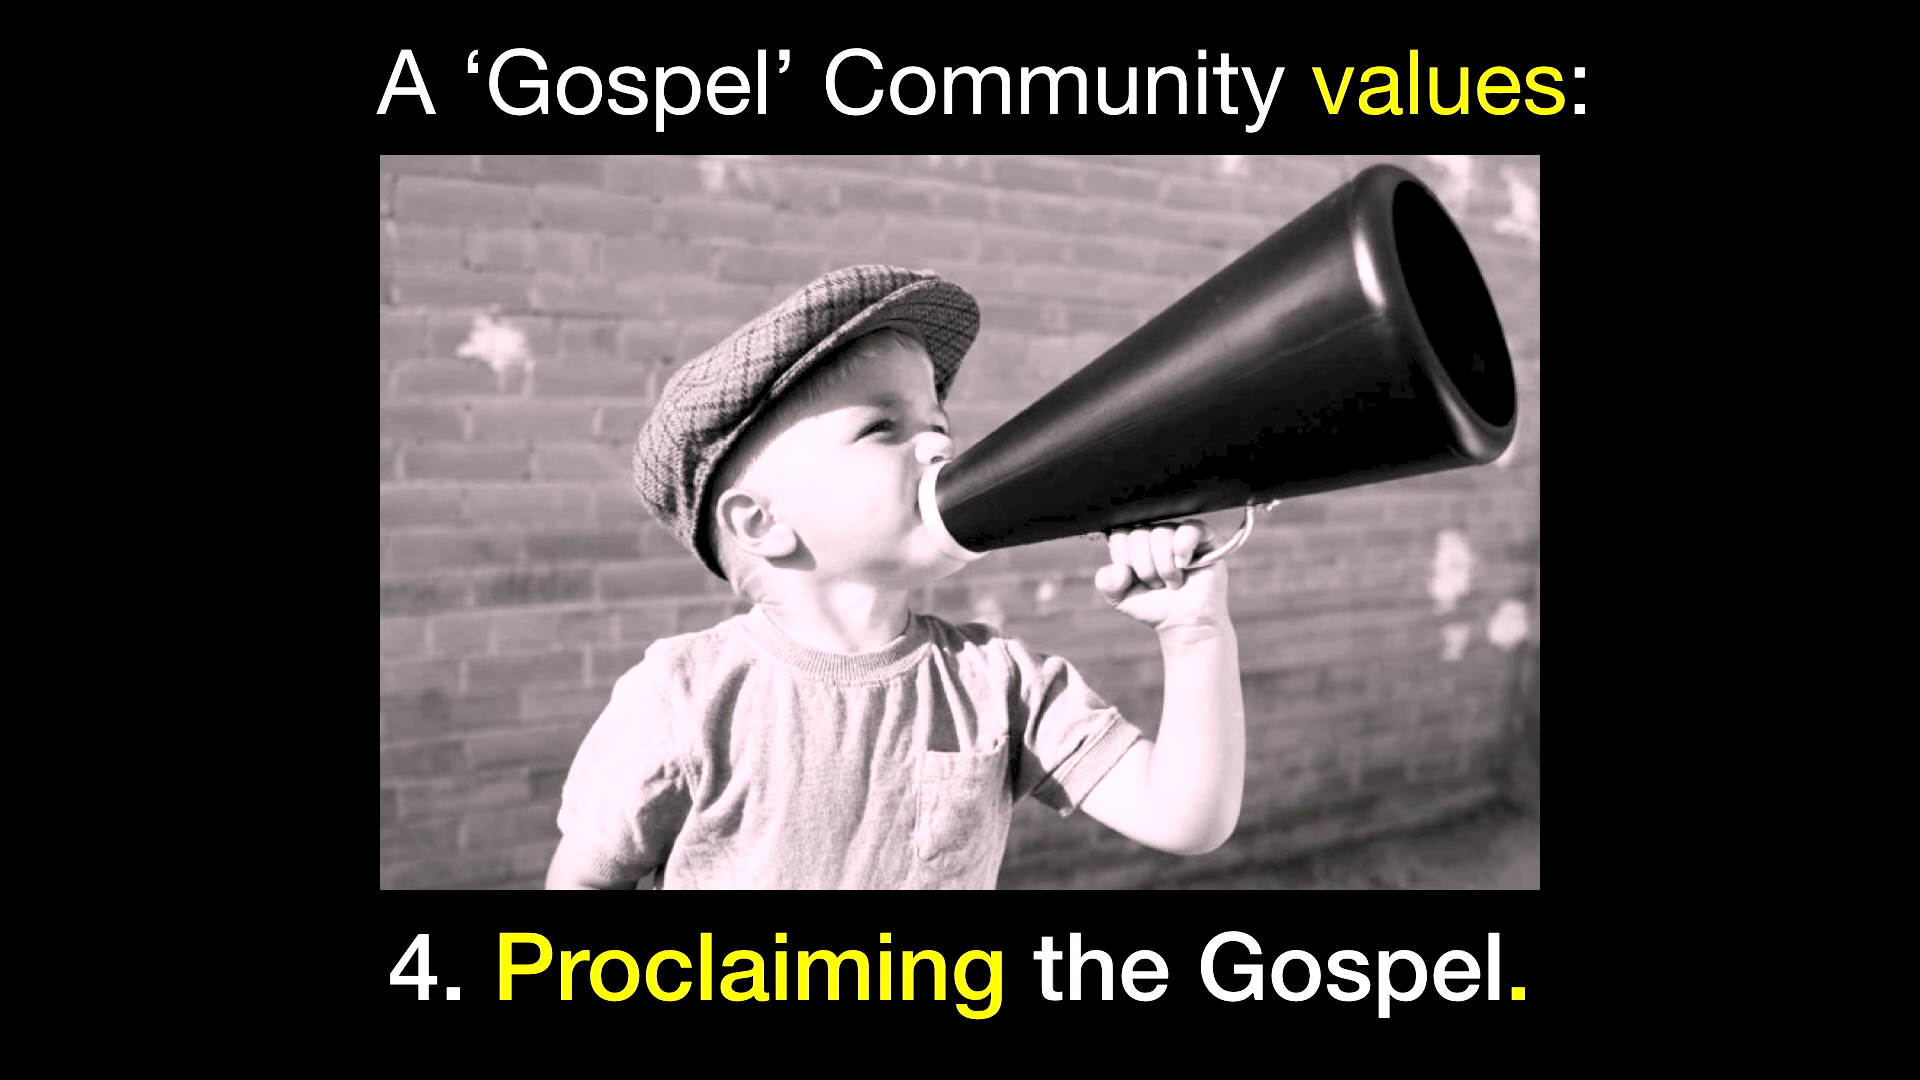 A ‘Gospel’ Community values:
4. Proclaiming the Gospel.